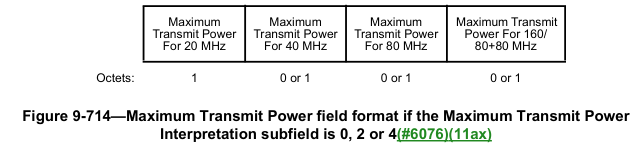 Maximum
Transmit Power
For 20 MHz
Maximum
Transmit Power
For 40 MHz
Maximum
Transmit Power
For 80 MHz
Maximum Transmit
Power For 160/
80+80 MHz
Octets: 1 0 or 1 0 or 1 0 or 1
Figure 9-714—Maximum Transmit Power field format if the Maximum Transmit Power
Interpretation subfield is 0, 2 or 4(#6076)(11ax)